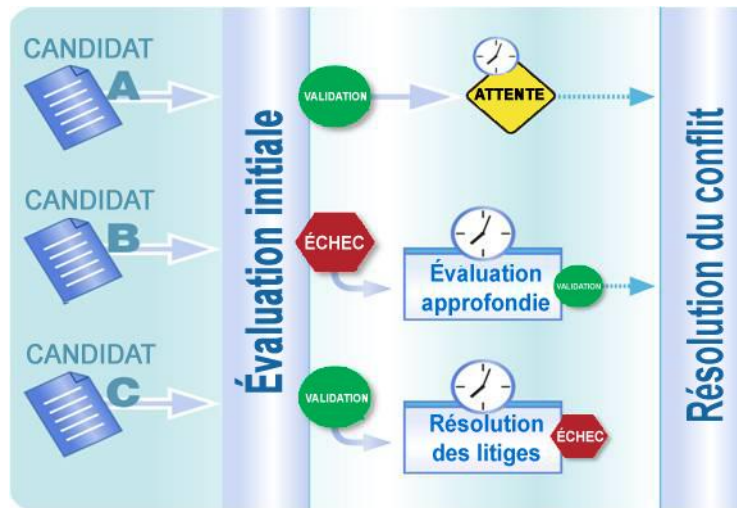 CANDIDAT
A
VALIDATION
ATTENTE
CANDIDAT
B
ÉCHEC
Évaluation
approfondie
VALIDATION
CANDIDAT
C
VALIDATION
Résolution
des litiges
ÉCHEC
Évaluation initiale
Résolution du conflit